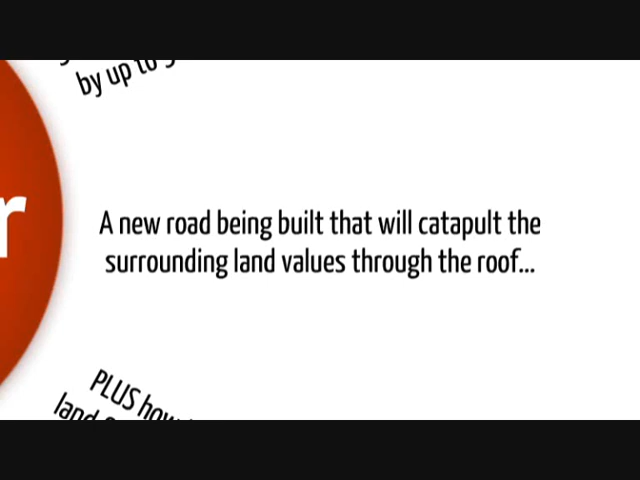 by up to
r
A new road being built that will catapult the
surrounding land values through the roof...
PLUS how
land